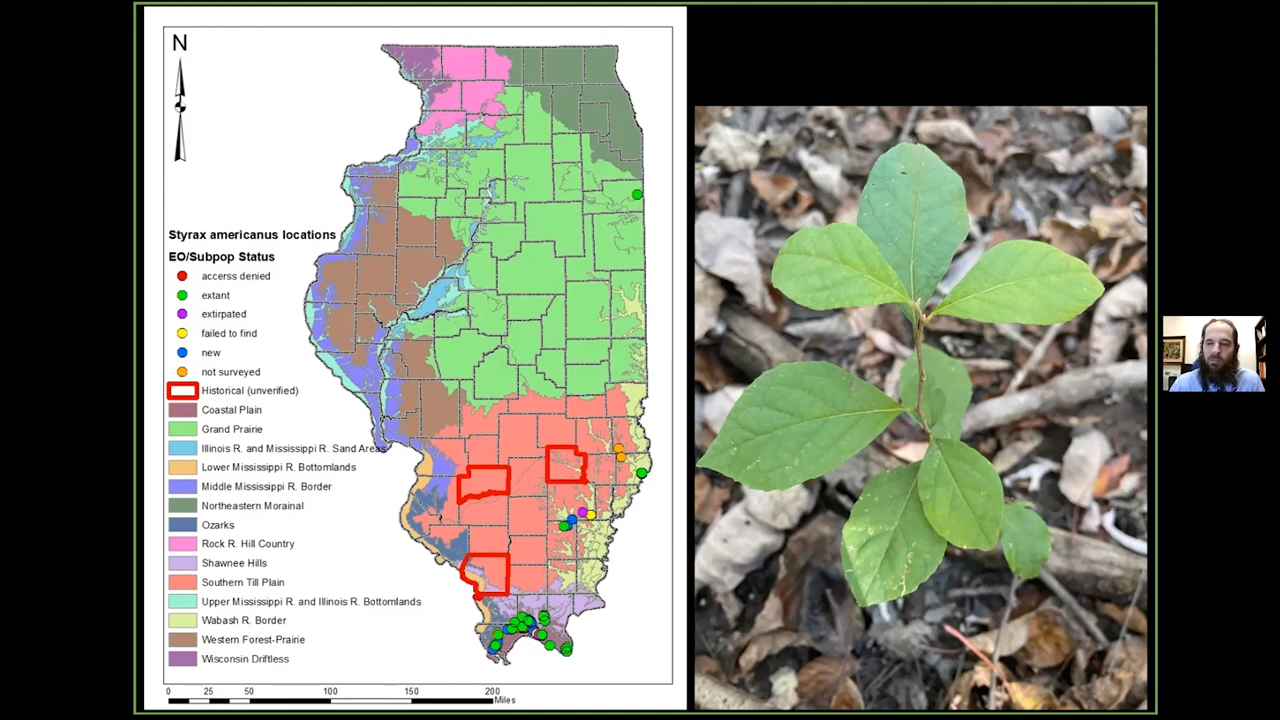 N
Styrax americanus locations
EO/Subpop Status
accerss denied
extant
extirpated
failed to find
new
not surveyed
Historical (unverified)
Coastal Plain
Grand Prairie
Illinois R. and Mississippi R. Sand Areas
Lower Mississippi R. Bottomlands
Middle Mississippi R. Border
Northeastern Morainal
Ozarks
Rock R. Hill Country
Shawnee Hills
Southern Till Plain
Upper Mississippi R. and Illinois R. Bottomlands
Wabash R. Border
Western Forest-Prairie
Wisconsin Driftless
0 25 50 100 150 200
Miles